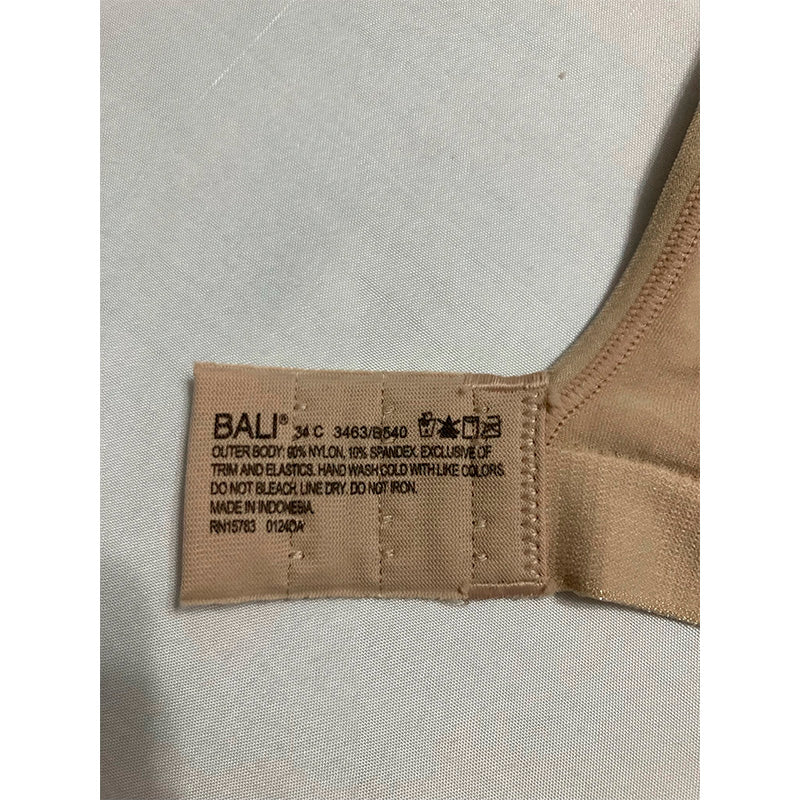 BALI® 34 C 3463/B540
OUTER BODY: 90% NYLON, 10% SPANDEX. EXCLUSIVE OF
TRIM AND ELASTICS. HAND WASH COLD WITH LIKE COLORS.
DO NOT BLEACH. LINE DRY. DO NOT IRON.
MADE IN INDONESIA.
RN15763 0124OA